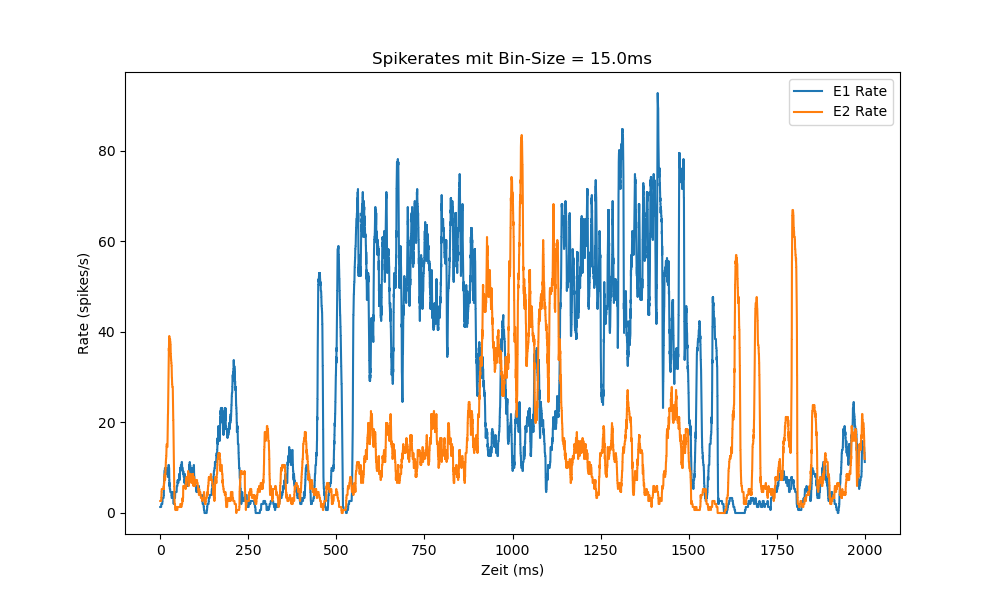 Spikerates mit Bin-Size = 15.0ms
E1 Rate
E2 Rate
80
60
40
20
0
Rate (spikes/s)
0 250 500 750 1000 1250 1500 1750 2000
Zeit (ms)